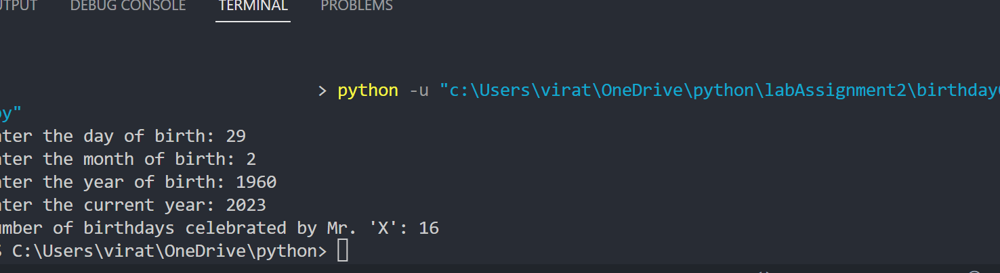 UTPUT DEBUG CONSOLE TERMINAL PROBLEMS
> python -u "c:\Users\virat\OneDrive\python\labAssignment2\birthday
py"
nter the day of birth: 29
nter the month of birth: 2
nter the year of birth: 1960
nter the current year: 2023
umber of birthdays celebrated by Mr. 'X': 16
S C:\Users\virat\OneDrive\python>